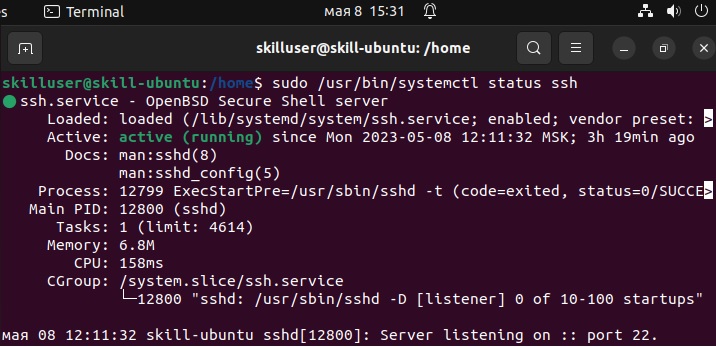 es Terminal мая 8 15:31
skilluser@skill-ubuntu: /home
skilluser@skill-ubuntu:/home$ sudo /usr/bin/systemctl status ssh
● ssh.service - OpenBSD Secure Shell server
Loaded: loaded (/lib/systemd/system/ssh.service; enabled; vendor preset: >
Active: active (running) since Mon 2023-05-08 12:11:32 MSK; 3h 19min ago
Docs: man:sshd(8)
man:sshd_config(5)
Process: 12799 ExecStartPre=/usr/sbin/sshd -t (code=exited, status=0/SUCCE>
Main PID: 12800 (sshd)
Tasks: 1 (limit: 4614)
Memory: 6.8M
CPU: 158ms
CGroup: /system.slice/ssh.service
└─12800 "sshd: /usr/sbin/sshd -D [listener] 0 of 10-100 startups"
мая 08 12:11:32 skill-ubuntu sshd[12800]: Server listening on :: port 22.